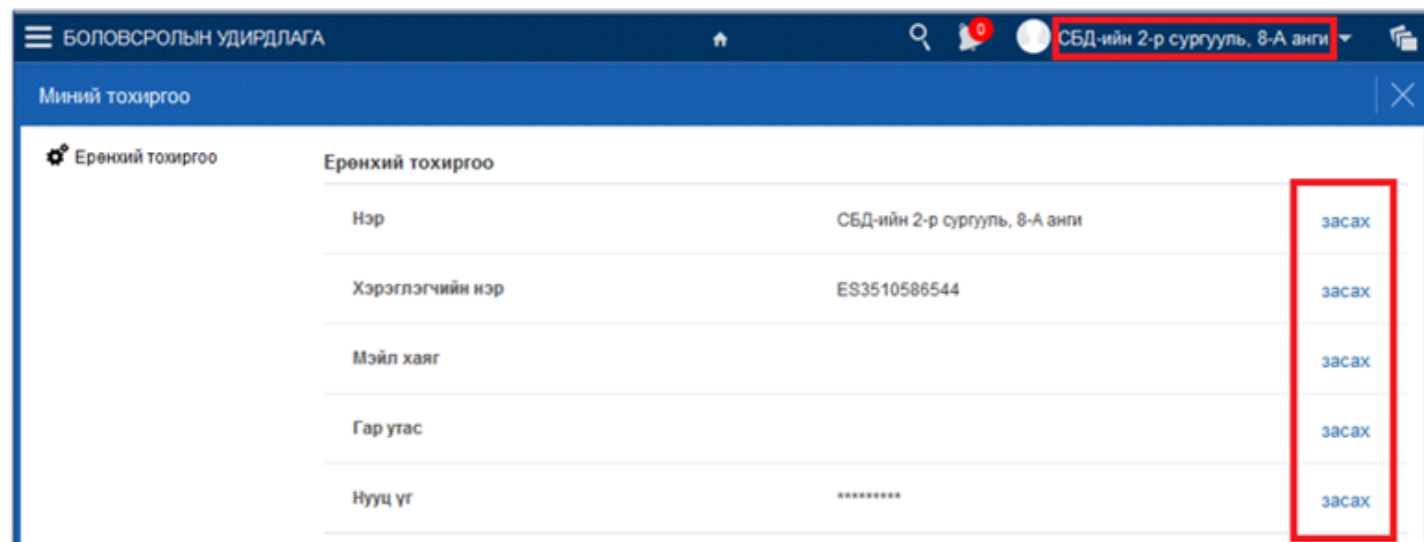 БОЛОВСРОЛЫН УДИРДЛАГА 0 СБД-ийн 2-р сургууль, 8-А анги
Миний тохиргоо
Ерөнхий тохиргоо Ерөнхий тохиргоо
Нэр СБД-ийн 2-р сургууль, 8-А анги засах
Хэрэглэгчийн нэр ES3510586544 засах
Мэйл хаяг засах
Гар утас засах
Нууц үг ********* засах